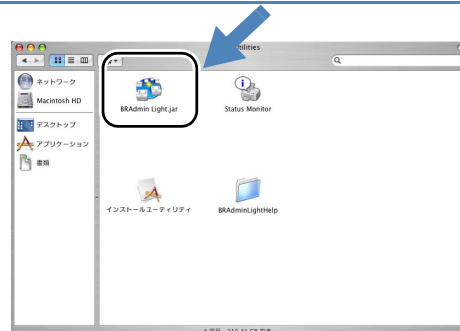 ネットワーク
Macintosh HD
デスクトップ
アプリケーション
書類
BRAdmin Light.jar
Status Monitor
インストールユーティリティ
BRAdminLightHelp